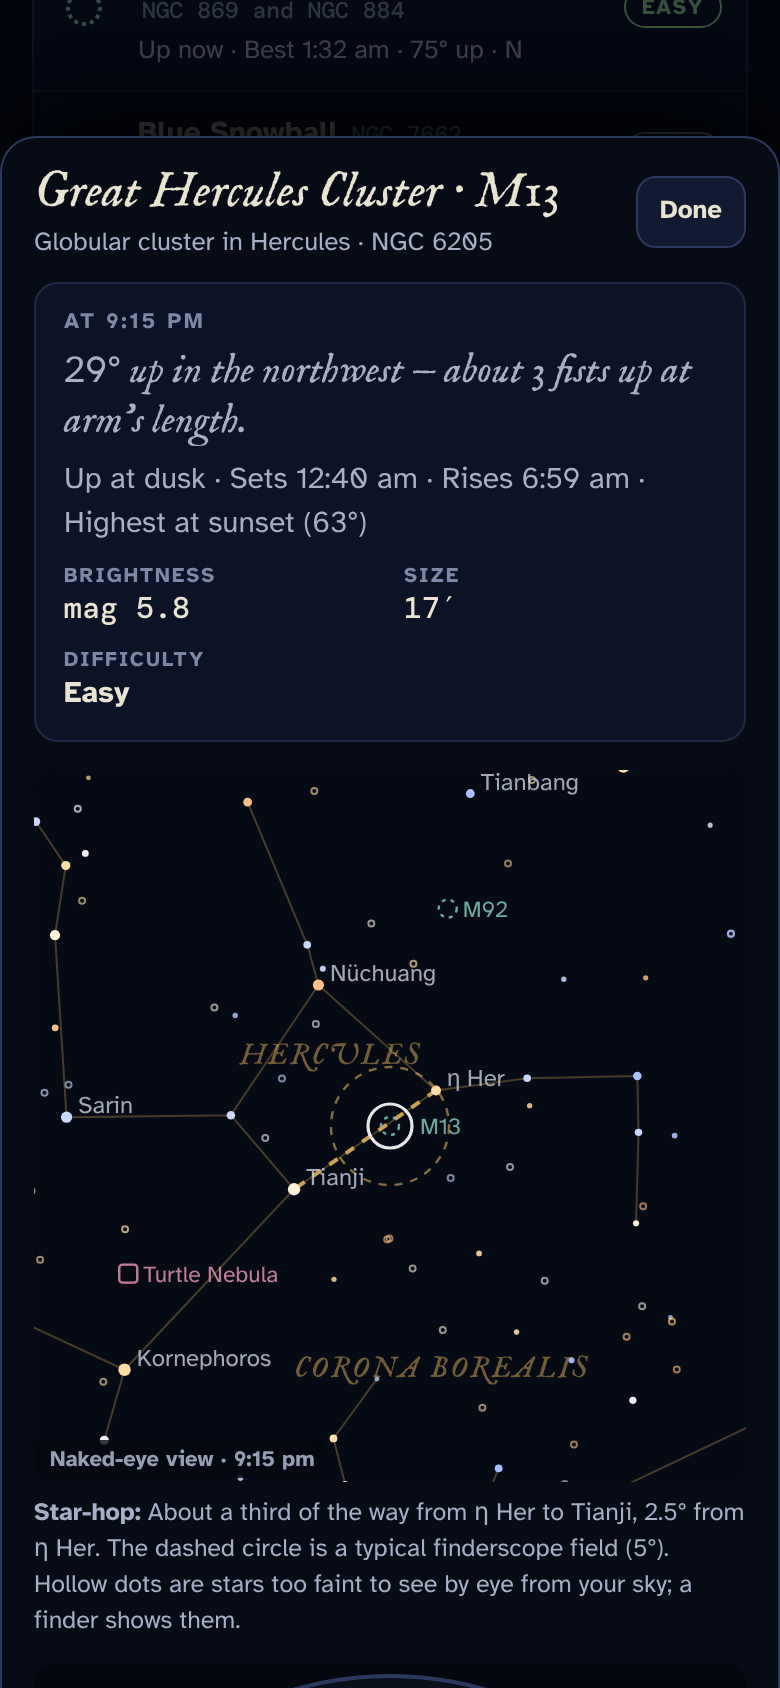 NGC 869 and NGC 884
EASY
Up now · Best 1:32 am · 75° up · N
Blue Snowball NGC 7662
Great Hercules Cluster · M13
Done
Globular cluster in Hercules · NGC 6205
AT 9:15 PM
29° up in the northwest – about 3 fists up at
arm’s length.
Up at dusk · Sets 12:40 am · Rises 6:59 am ·
Highest at sunset (63°)
BRIGHTNESS
SIZE
mag 5.8
17′
DIFFICULTY
Easy
Tianbang
M92
Nüchuang
HERCULES
η Her
Sarin
M13
Tianji
Turtle Nebula
Kornephoros
CORONA BOREALIS
Naked-eye view · 9:15 pm
Star-hop: About a third of the way from η Her to Tianji, 2.5° from
η Her. The dashed circle is a typical finderscope field (5°).
Hollow dots are stars too faint to see by eye from your sky; a
finder shows them.